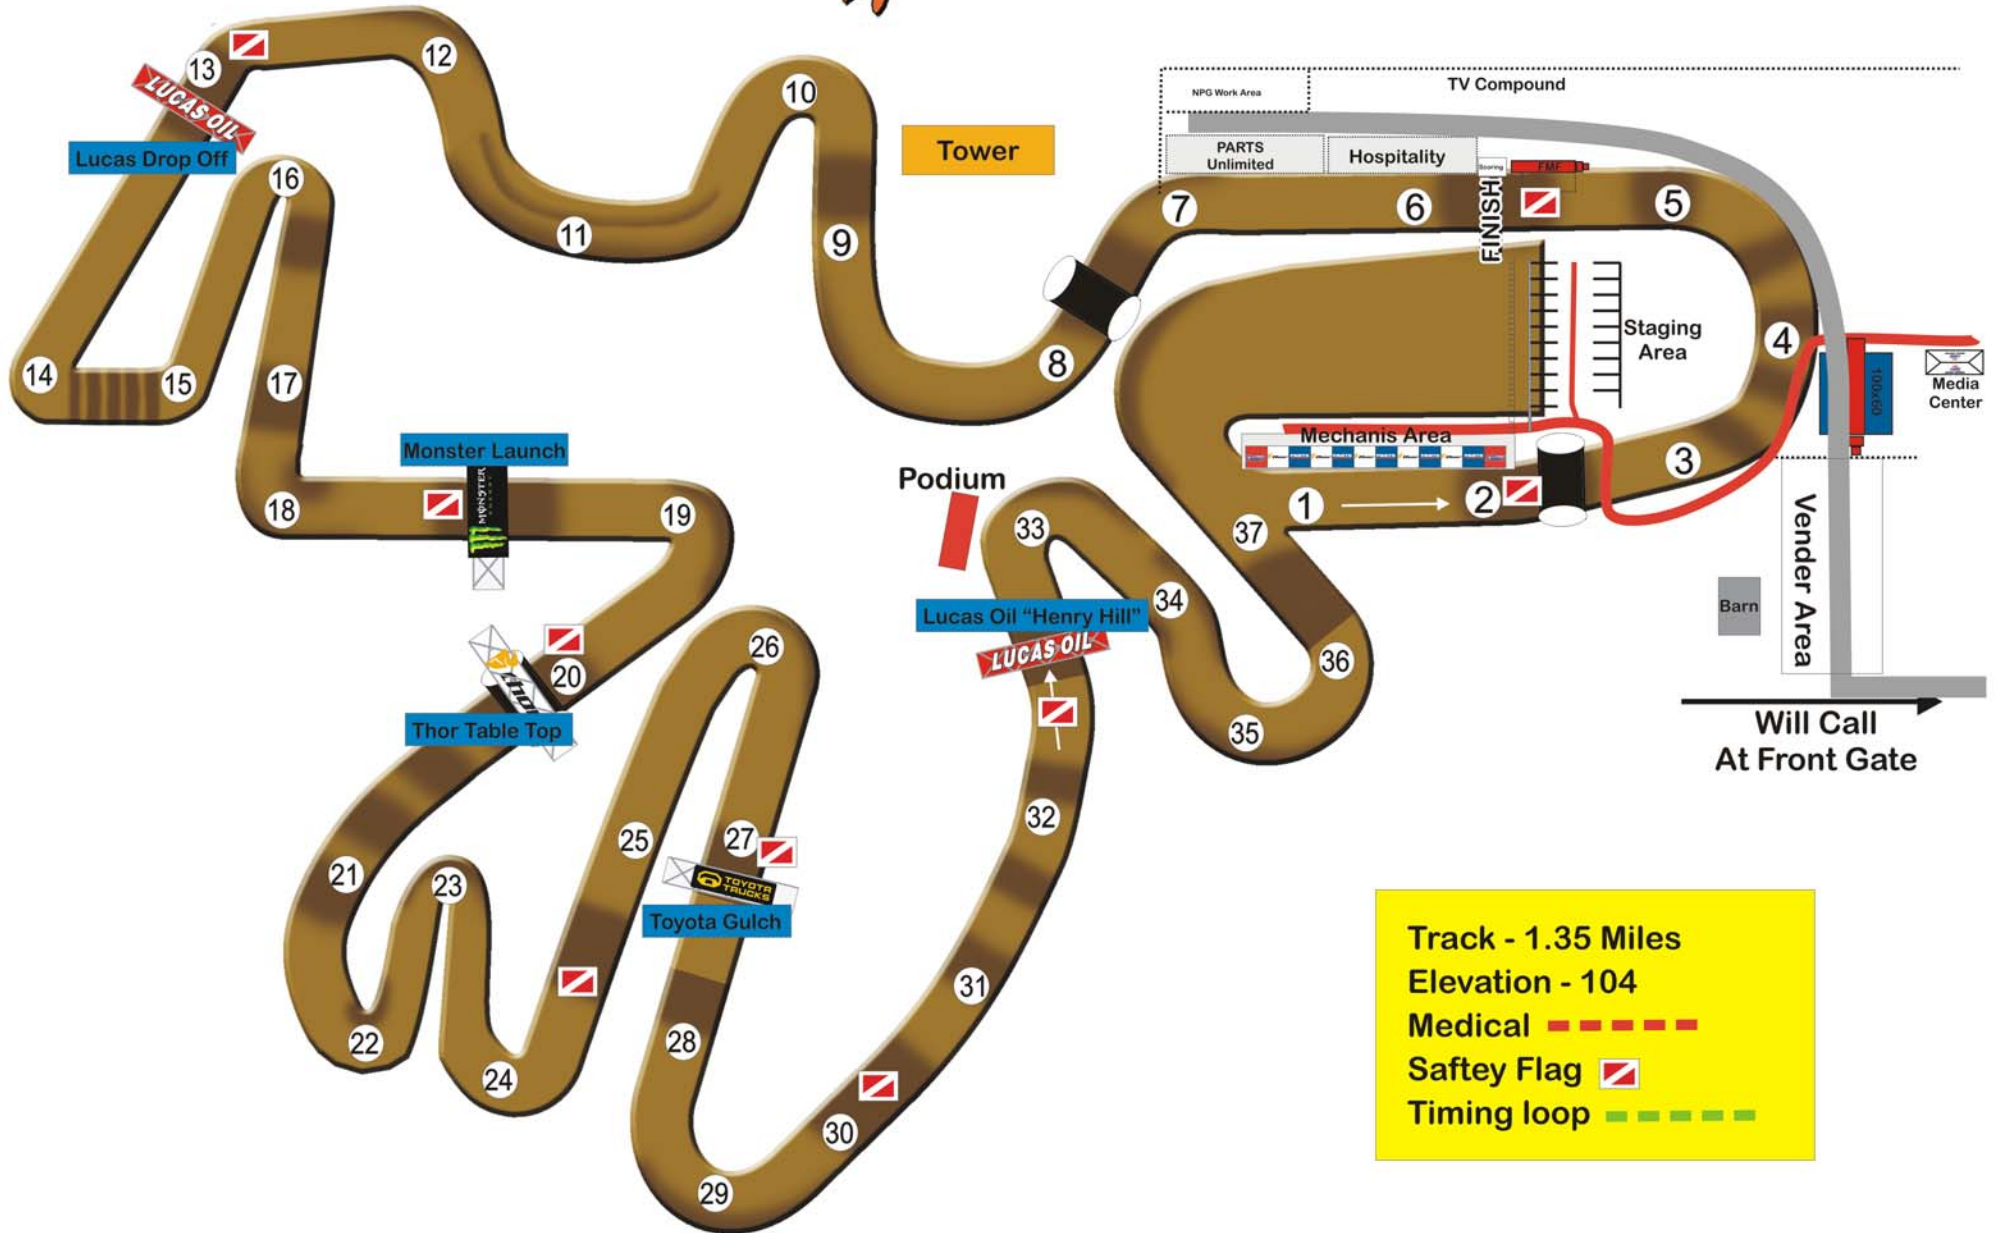 12
13
LUCAS OIL
Lucas Drop Off
16
10
11
9
14
15
17
18
Tower
NPG Work Area
TV Compound
PARTS
Unlimited
Hospitality
Scoring
FMF
FINISH
7
6
5
4
8
Staging
Area
100x60
Media
Center
Mechanis Area
1
2
3
37
Monster Launch
MONSTER
19
Podium
33
34
Lucas Oil “Henry Hill”
LUCAS OIL
36
35
Barn
Vender Area
Will Call
At Front Gate
20
Thor Table Top
26
25
27
TOYOTA
TRUCKS
Toyota Gulch
21
23
22
24
28
32
31
30
29
Track - 1.35 Miles
Elevation - 104
Medical
Saftey Flag
Timing loop